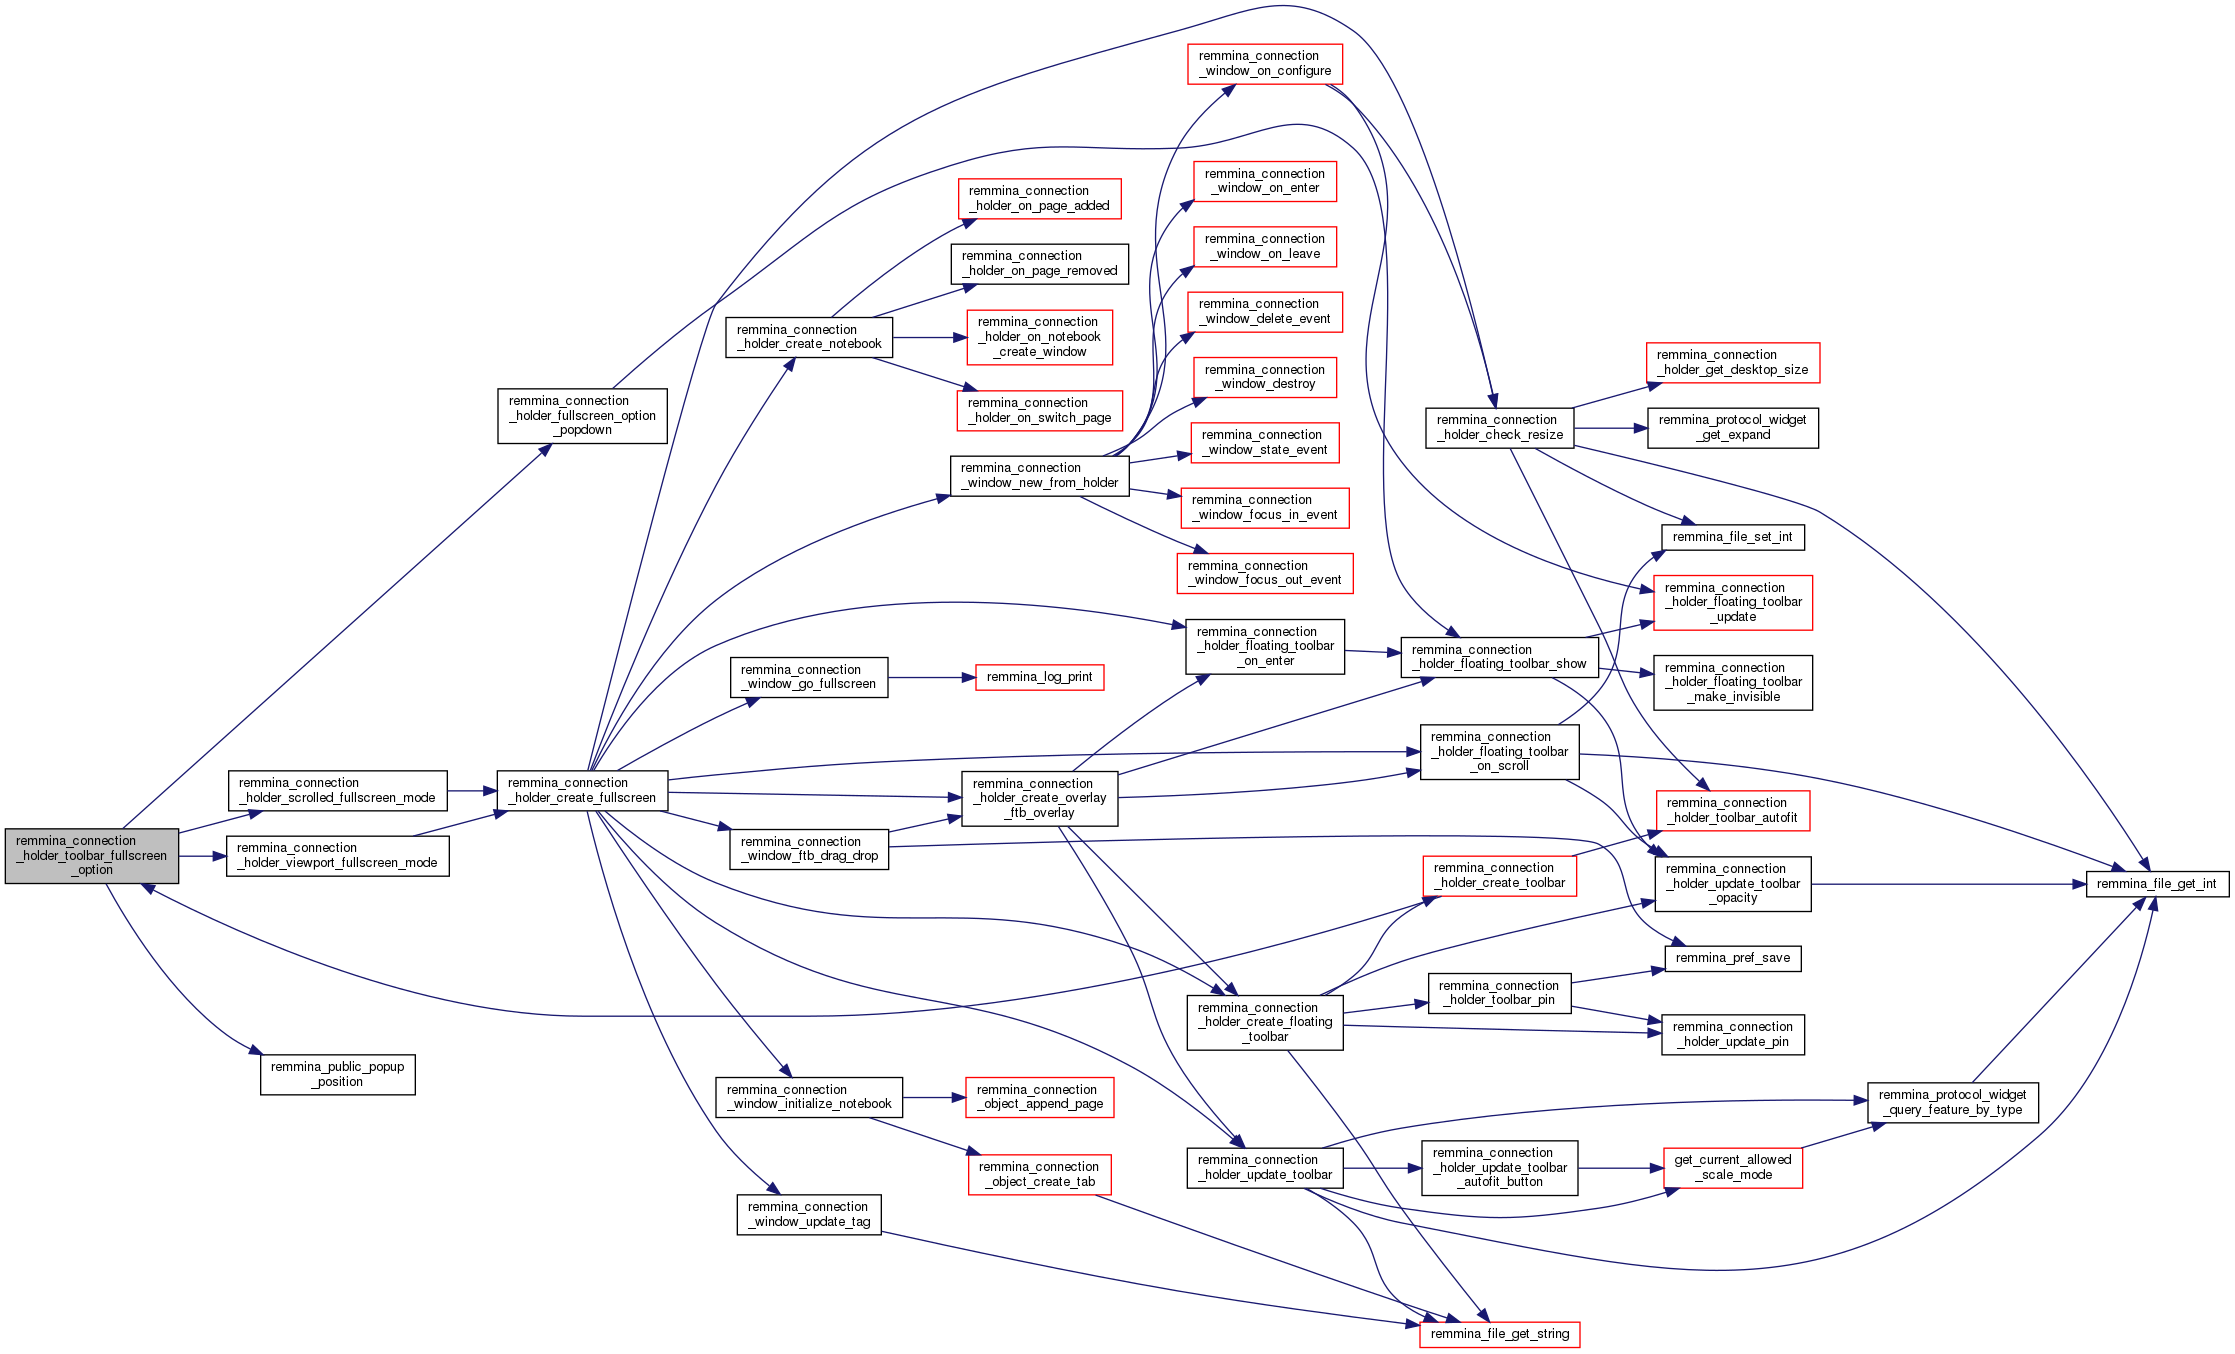 remmina_connection
_holder_toolbar_fullscreen
_option
remmina_connection
_holder_fullscreen_option
_popdown
remmina_connection
_holder_scrolled_fullscreen_mode
remmina_connection
_holder_viewport_fullscreen_mode
remmina_public_popup
_position
remmina_connection
_holder_create_fullscreen
remmina_connection
_holder_create_notebook
remmina_connection
_window_go_fullscreen
remmina_connection
_window_ftb_drag_drop
remmina_connection
_window_initialize_notebook
remmina_connection
_window_update_tag
remmina_connection
_holder_on_page_added
remmina_connection
_holder_on_page_removed
remmina_connection
_holder_on_notebook
_create_window
remmina_connection
_holder_on_switch_page
remmina_connection
_window_new_from_holder
remmina_log_print
remmina_connection
_holder_create_overlay
_ftb_overlay
remmina_connection
_object_append_page
remmina_connection
_object_create_tab
remmina_connection
_window_on_configure
remmina_connection
_window_on_enter
remmina_connection
_window_on_leave
remmina_connection
_window_delete_event
remmina_connection
_window_destroy
remmina_connection
_window_state_event
remmina_connection
_window_focus_in_event
remmina_connection
_window_focus_out_event
remmina_connection
_holder_floating_toolbar
_on_enter
remmina_connection
_holder_create_floating
_toolbar
remmina_connection
_holder_update_toolbar
remmina_connection
_holder_check_resize
remmina_connection
_holder_floating_toolbar_show
remmina_connection
_holder_floating_toolbar
_on_scroll
remmina_connection
_holder_create_toolbar
remmina_connection
_holder_toolbar_pin
remmina_connection
_holder_update_toolbar
_autofit_button
remmina_file_get_string
remmina_connection
_holder_get_desktop_size
remmina_protocol_widget
_get_expand
remmina_file_set_int
remmina_connection
_holder_floating_toolbar
_update
remmina_connection
_holder_floating_toolbar
_make_invisible
remmina_connection
_holder_toolbar_autofit
remmina_connection
_holder_update_toolbar
_opacity
remmina_pref_save
remmina_connection
_holder_update_pin
get_current_allowed
_scale_mode
remmina_protocol_widget
_query_feature_by_type
remmina_file_get_int